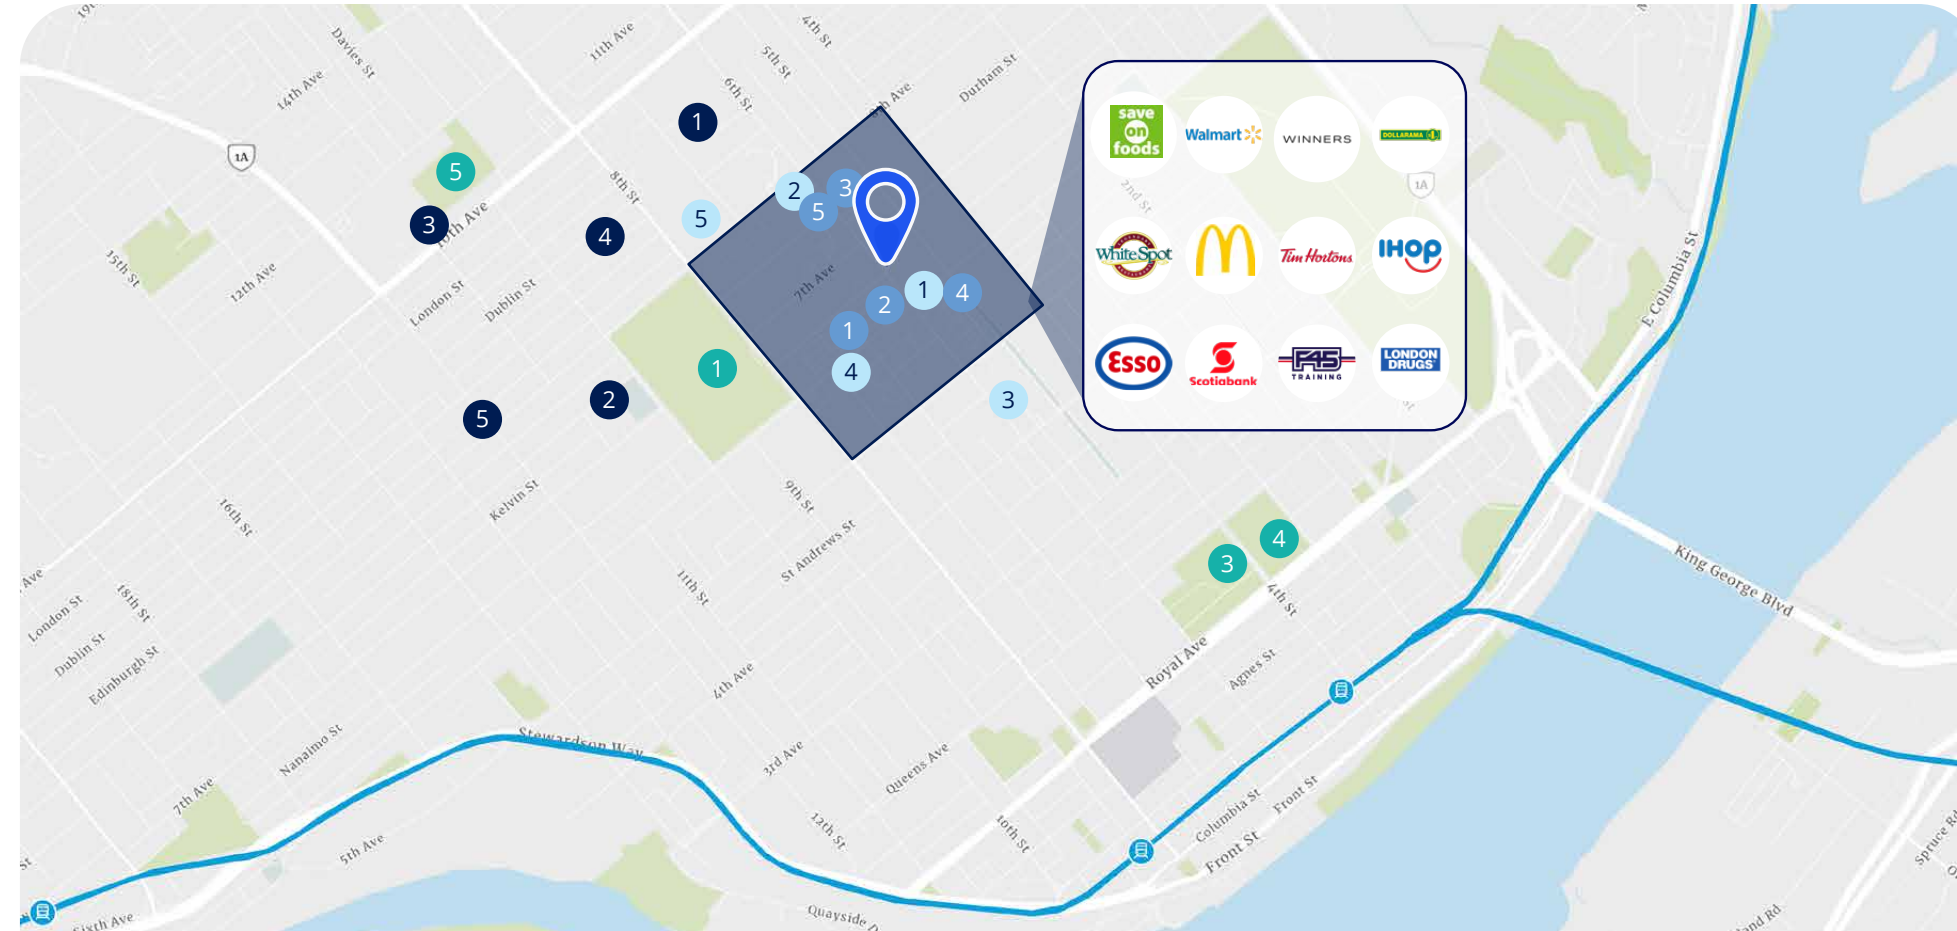 4th St
11th Ave
Davies St
5th St
Durham St
14th Ave
6th St
1
1A
save
on
foods
Walmart
WINNERS
DOLLARAMA
5
8th St
2
3
5
5
1A
2nd St
3
10th Ave
4
White Spot
Tim Hortons
IHOP
15th St
12th Ave
7th Ave
London St
Dublin St
1
4
2
E Columbia St
1
Esso
Scotiabank
F45
TRAINING
LONDON
DRUGS
1
4
2
3
5
Kelvin St
9th St
16th St
St Andrews St
4
3
King George Blvd
Ave
11th St
4th St
18th St
London St
Dublin St
Edinburgh St
Royal Ave
Agnes St
4th Ave
Stewardson Way
Nanaimo St
3rd Ave
Queens Ave
7th Ave
Front St
Columbia St
12th St
10th St
5th Ave
Front St
Spruce Rd
St
Sixth Ave
Quayside